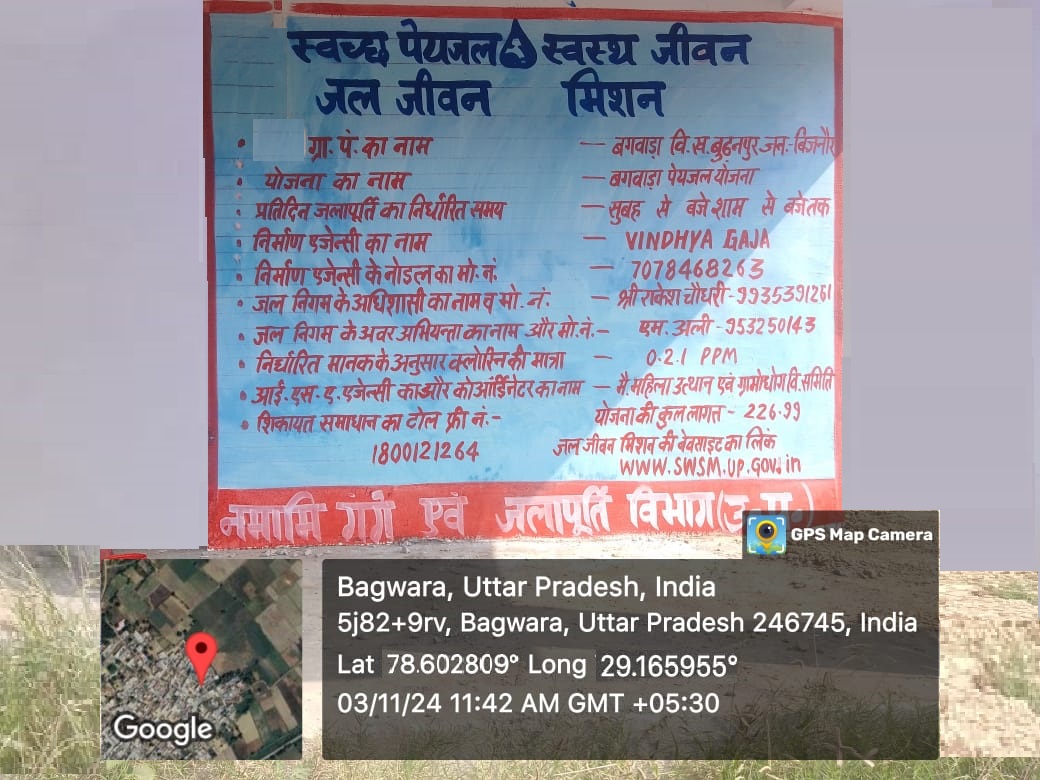 स्वच्छ पेयजल स्वस्थ जीवन
जल जीवन मिशन
• ग्रा. पं. का नाम — बगवाड़ा वि.ख.बुढ़नपुर-जन.-बिजनौर
• योजना का नाम — बगवाड़ा पेयजल योजना
• प्रतिदिन जलापूर्ति का निर्धारित समय — सुबह से बजे शाम से बजे तक
• निर्माण एजेन्सी का नाम — VINDHYA GAJA
• निर्माण एजेन्सी के नोडल का मो. नं. — 7078468263
• जल निगम के अधिशासी का नाम व मो. नं. — श्री राकेश चौधरी-9935391261
• जल निगम के अवर अभियन्ता का नाम और मो.नं.- एम. अली-953250143
• निर्धारित मानक के अनुसार क्लोरिन की मात्रा — 0.2.1 PPM
• आई.एस.ए.एजेन्सी का और कोआर्डिनेटर का नाम — मै.महिला उत्थान एवं ग्रामोधोग वि.समिति
• शिकायत समाधान का टोल फ्री नं.:- योजना की कुल लागत - 226.99
1800121264 जल जीवन मिशन की बेवसाइट का लिंक
WWW.SWSM.UP.GOV.in
नमामि गंगे एवं जलापूर्ति विभाग(उ.प्र.)
GPS Map Camera
Bagwara, Uttar Pradesh, India
5j82+9rv, Bagwara, Uttar Pradesh 246745, India
Lat 78.602809° Long 29.165955°
03/11/24 11:42 AM GMT +05:30
Google